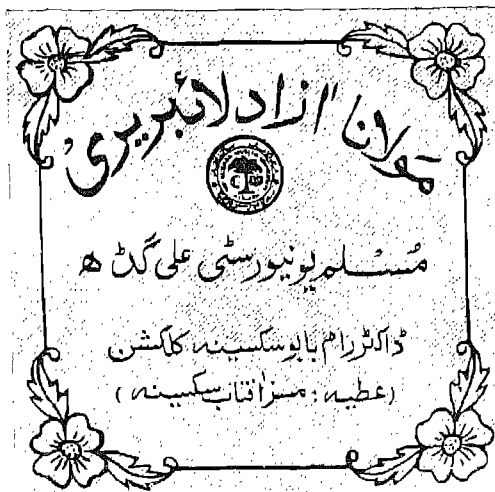 مولانا آزاد لائبریری
مسلم یونیورسٹی علی گڑھ
ڈاکٹر رام بابو سکسینہ کلکشن
(عطیہ: مسز آفتاب سکسینہ)